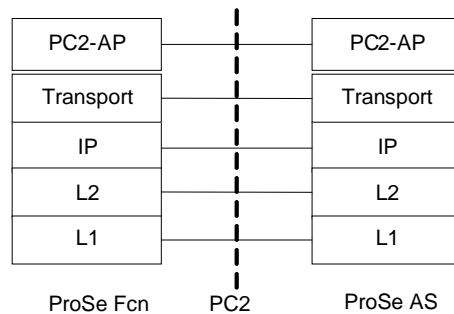 PC2-AP PC2-AP
Transport Transport
IP IP
L2 L2
L1 L1
ProSe Fcn PC2 ProSe AS